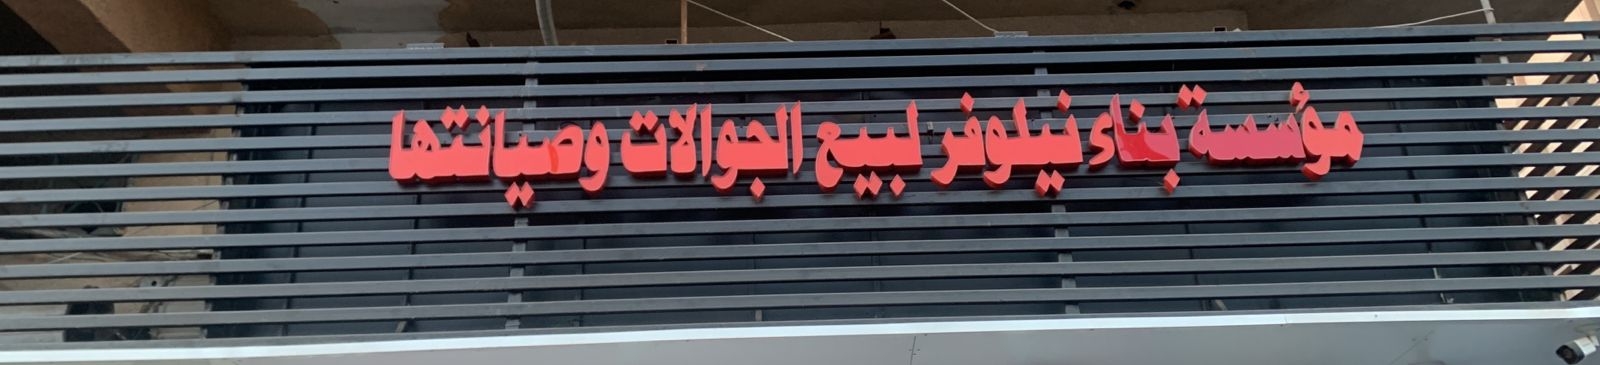 مؤسسة بناء نيلوفر لبيع الجوالات وصيانتها